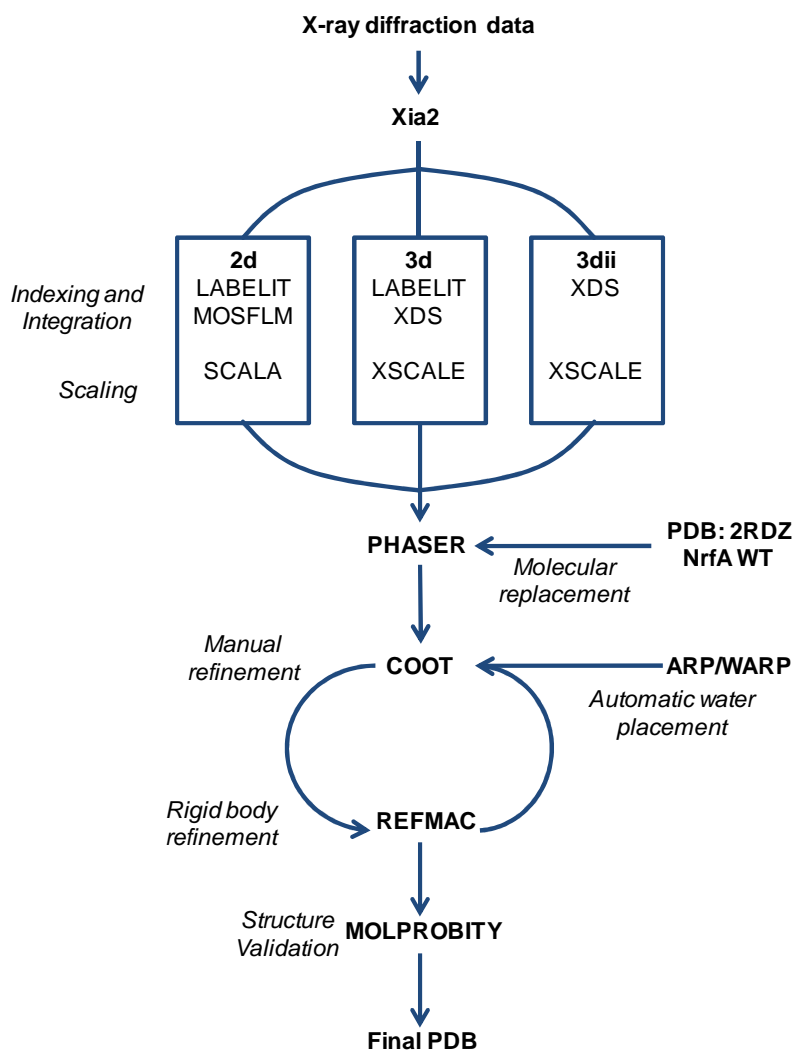 X-ray diffraction data
Xia2
2d
LABELIT
MOSFLM
SCALA
3d
LABELIT
XDS
XSCALE
3dii
XDS
XSCALE
Indexing and
Integration
Scaling
PHASER
PDB: 2RDZ
NrfA WT
Molecular
replacement
Manual
refinement
COOT
ARP/WARP
Automatic water
placement
Rigid body
refinement
REFMAC
Structure
Validation
MOLPROBITY
Final PDB